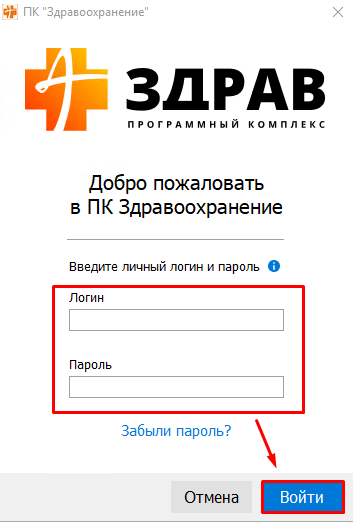 ПК "Здравоохранение"
ЗДРАВ
ПРОГРАММНЫЙ КОМПЛЕКС
Добро пожаловать
в ПК Здравоохранение
Введите личный логин и пароль
Логин
Пароль
Забыли пароль?
Отмена
Войти